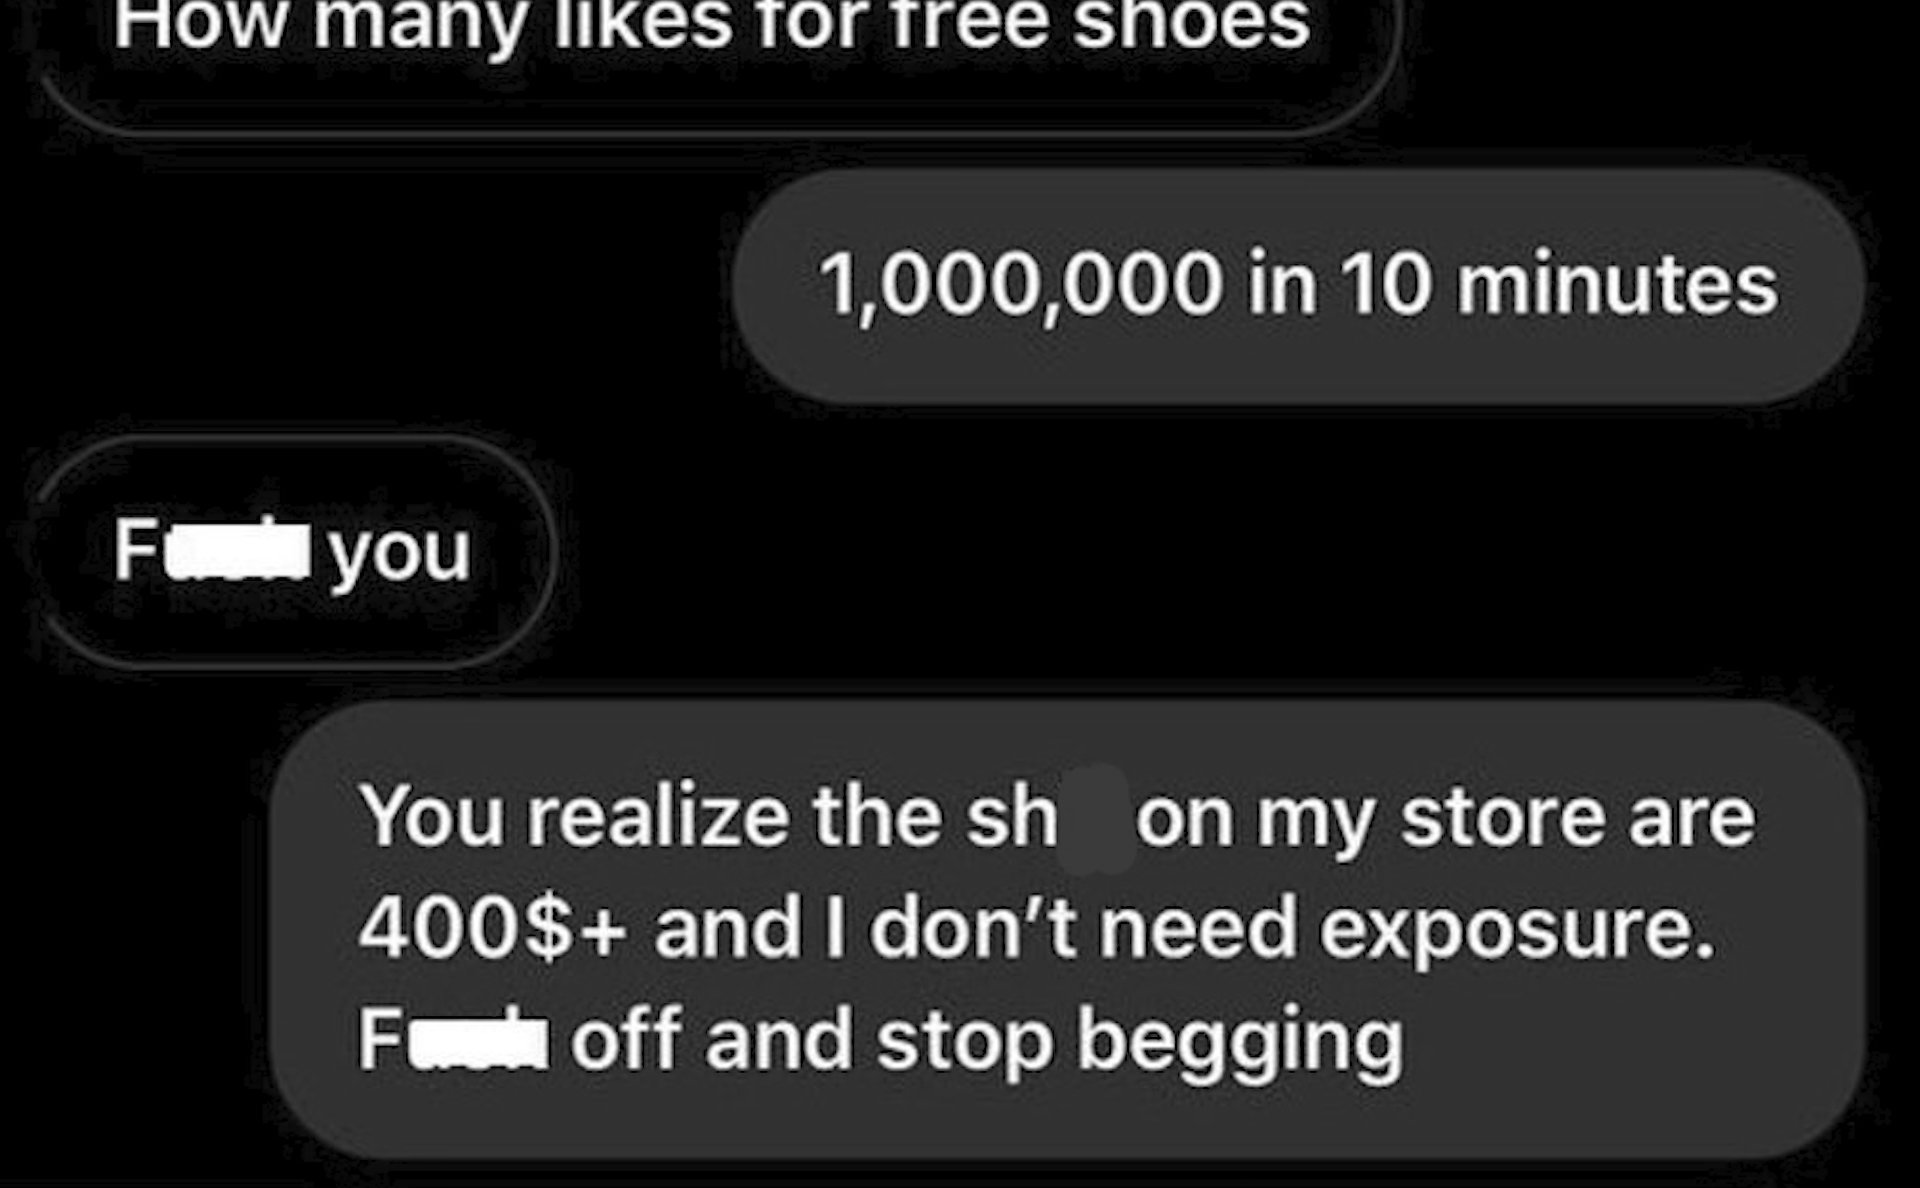 How many likes for free shoes
1,000,000 in 10 minutes
F you
You realize the sh on my store are
400$+ and I don't need exposure.
F off and stop begging